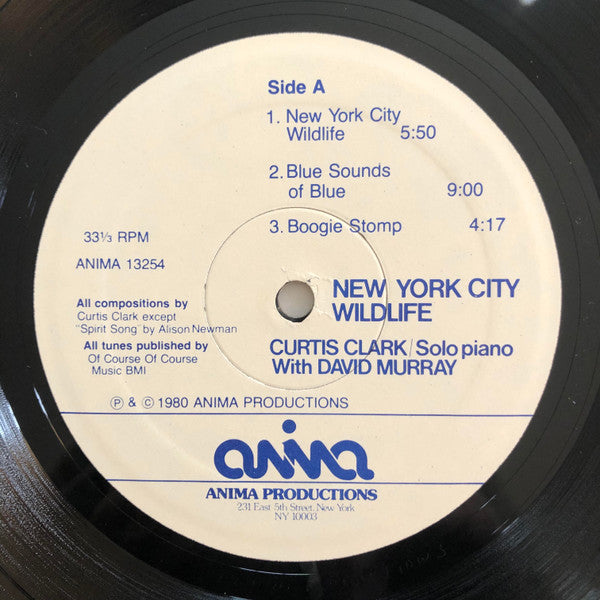 Side A
1. New York City
Wildlife 5:50
2. Blue Sounds
of Blue 9:00
3. Boogie Stomp 4:17
33⅓ RPM
ANIMA 13254
All compositions by
Curtis Clark except
"Spirit Song" by Alison Newman
All tunes published by
Of Course Of Course
Music BMI
NEW YORK CITY
WILDLIFE
CURTIS CLARK/Solo piano
With DAVID MURRAY
℗ & © 1980 ANIMA PRODUCTIONS
anima
ANIMA PRODUCTIONS
231 East 5th Street, New York
NY 10003